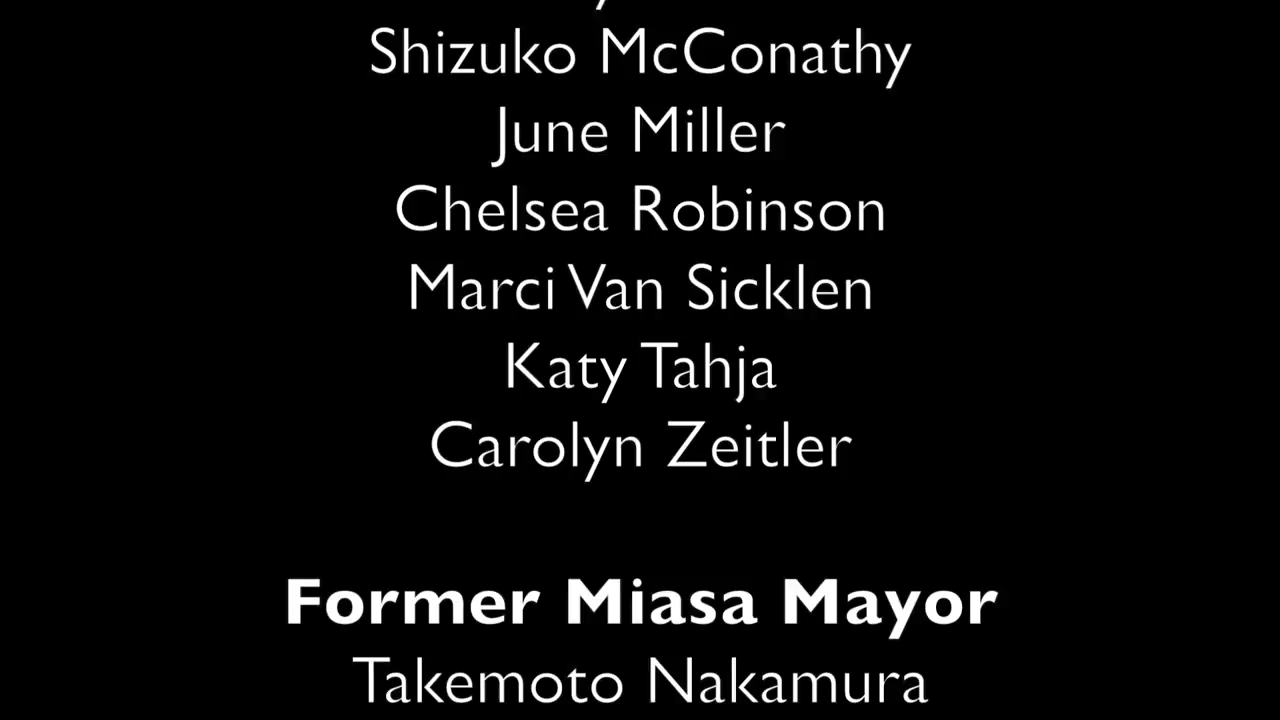 Shizuko McConathy
June Miller
Chelsea Robinson
Marci Van Sicklen
Katy Tahja
Carolyn Zeitler
Former Miasa Mayor
Takemoto Nakamura